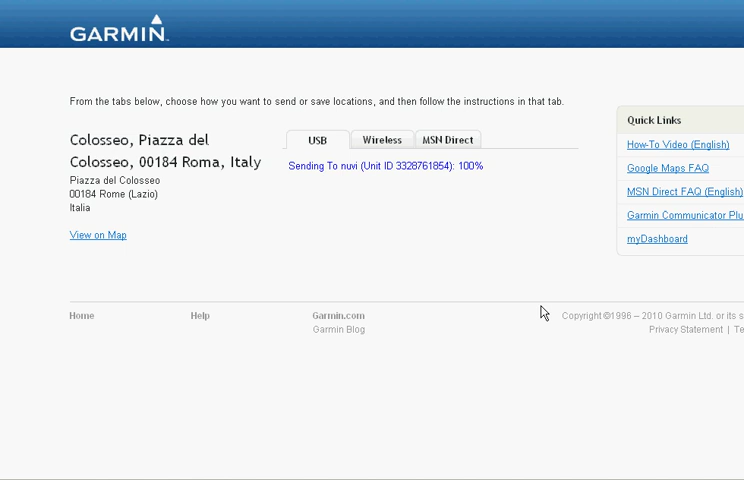 GARMIN
From the tabs below, choose how you want to send or save locations, and then follow the instructions in that tab.
Colosseo, Piazza del
Colosseo, 00184 Roma, Italy
Piazza del Colosseo
00184 Rome (Lazio)
Italia
View on Map
USB
Wireless
MSN Direct
Sending To nuvi (Unit ID 3328761854): 100%
Quick Links
How-To Video (English)
Google Maps FAQ
MSN Direct FAQ (English)
Garmin Communicator Plu
myDashboard
Home
Help
Garmin.com
Garmin Blog
Copyright ©1996 – 2010 Garmin Ltd. or its s
Privacy Statement | Te